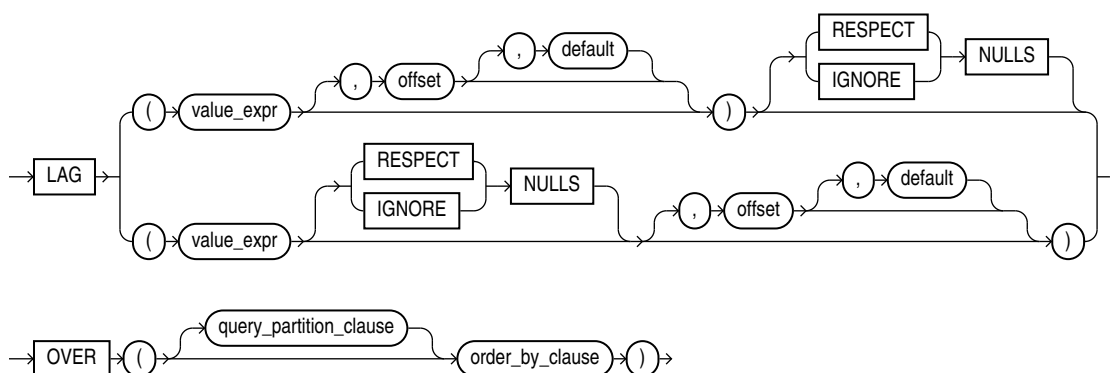 RESPECT
, default
, offset IGNORE NULLS
( value_expr )
RESPECT
LAG NULLS , default
IGNORE , offset
( value_expr )
query_partition_clause
OVER ( order_by_clause )